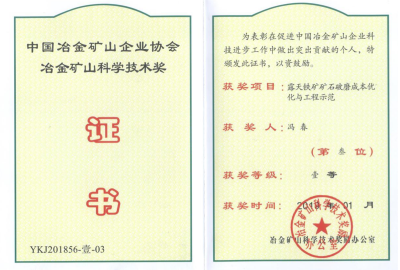 中国冶金矿山企业协会
冶金矿山科学技术奖
证
书
YKJ201856-壹-03
为表彰在促进中国冶金矿山企业科
技进步工作中做出突出贡献的个人，特
颁发此证书，以资鼓励。
获奖项目：露天铁矿矿石破磨成本优
化与工程示范
获奖人：冯春
（第 叁 位）
获奖等级：壹 等
获奖时间：2019年01月
冶金矿山科学技术奖励办公室